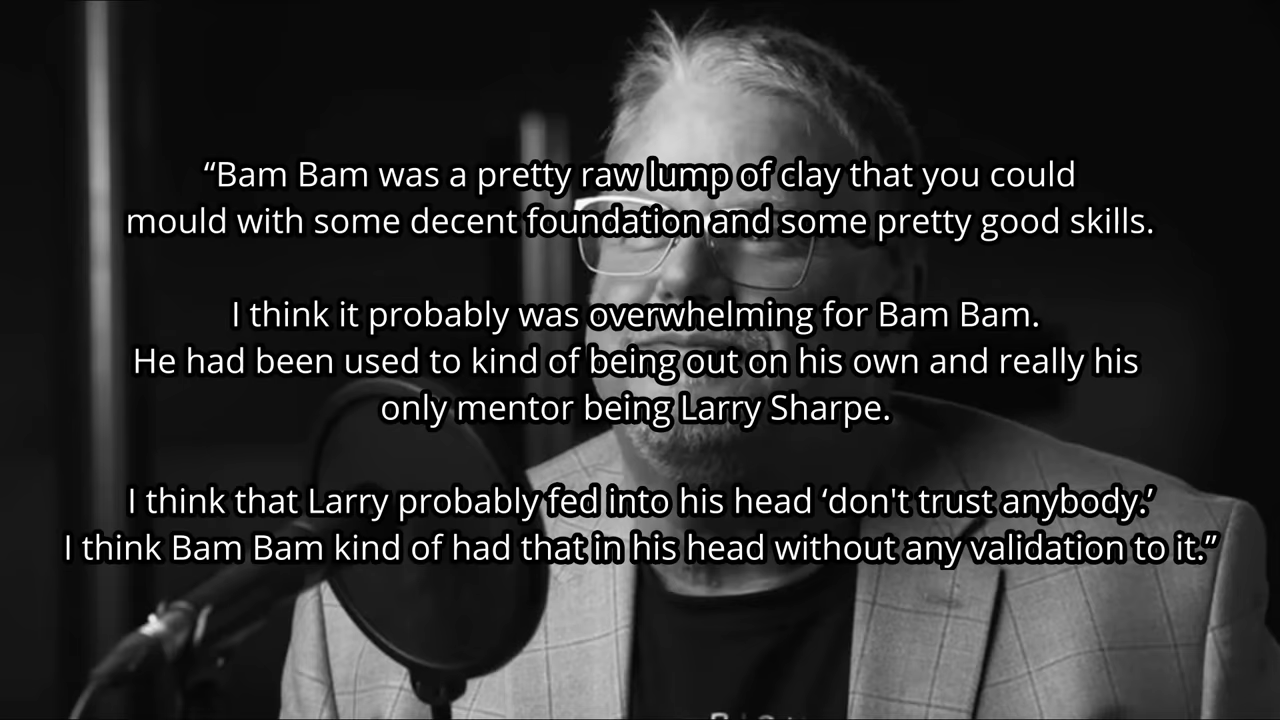 “Bam Bam was a pretty raw lump of clay that you could
mould with some decent foundation and some pretty good skills.
I think it probably was overwhelming for Bam Bam.
He had been used to kind of being out on his own and really his
only mentor being Larry Sharpe.
I think that Larry probably fed into his head ‘don't trust anybody.’
I think Bam Bam kind of had that in his head without any validation to it.”